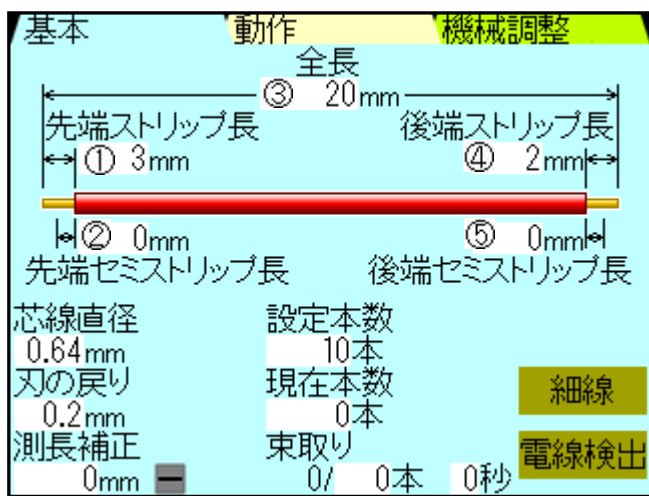 基本 動作 機械調整
全長
③ 20mm
先端ストリップ長 後端ストリップ長
① 3mm ④ 2mm
② 0mm ⑤ 0mm
先端セミストリップ長 後端セミストリップ長
芯線直径 設定本数
0.64mm 10本
刃の戻り 現在本数 細線
0.2mm 0本
測長補正 束取り 電線検出
0mm ー 0/ 0本 0秒